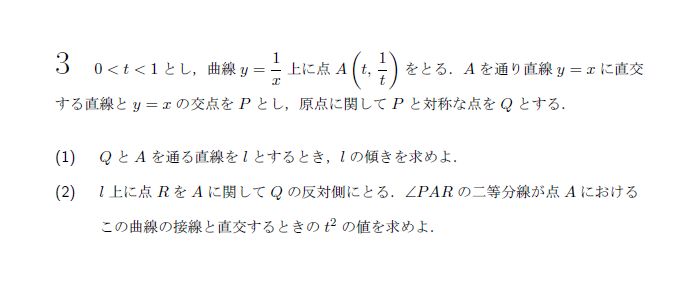 3 0 < t < 1 とし，曲線 y = 1/x 上に点 A(t, 1/t) をとる．A を通り直線 y = x に直交
する直線と y = x の交点を P とし，原点に関して P と対称な点を Q とする．
(1) Q と A を通る直線を l とするとき，l の傾きを求めよ．
(2) l 上に点 R を A に関して Q の反対側にとる．∠PAR の二等分線が点 A における
この曲線の接線と直交するときの t² の値を求めよ．